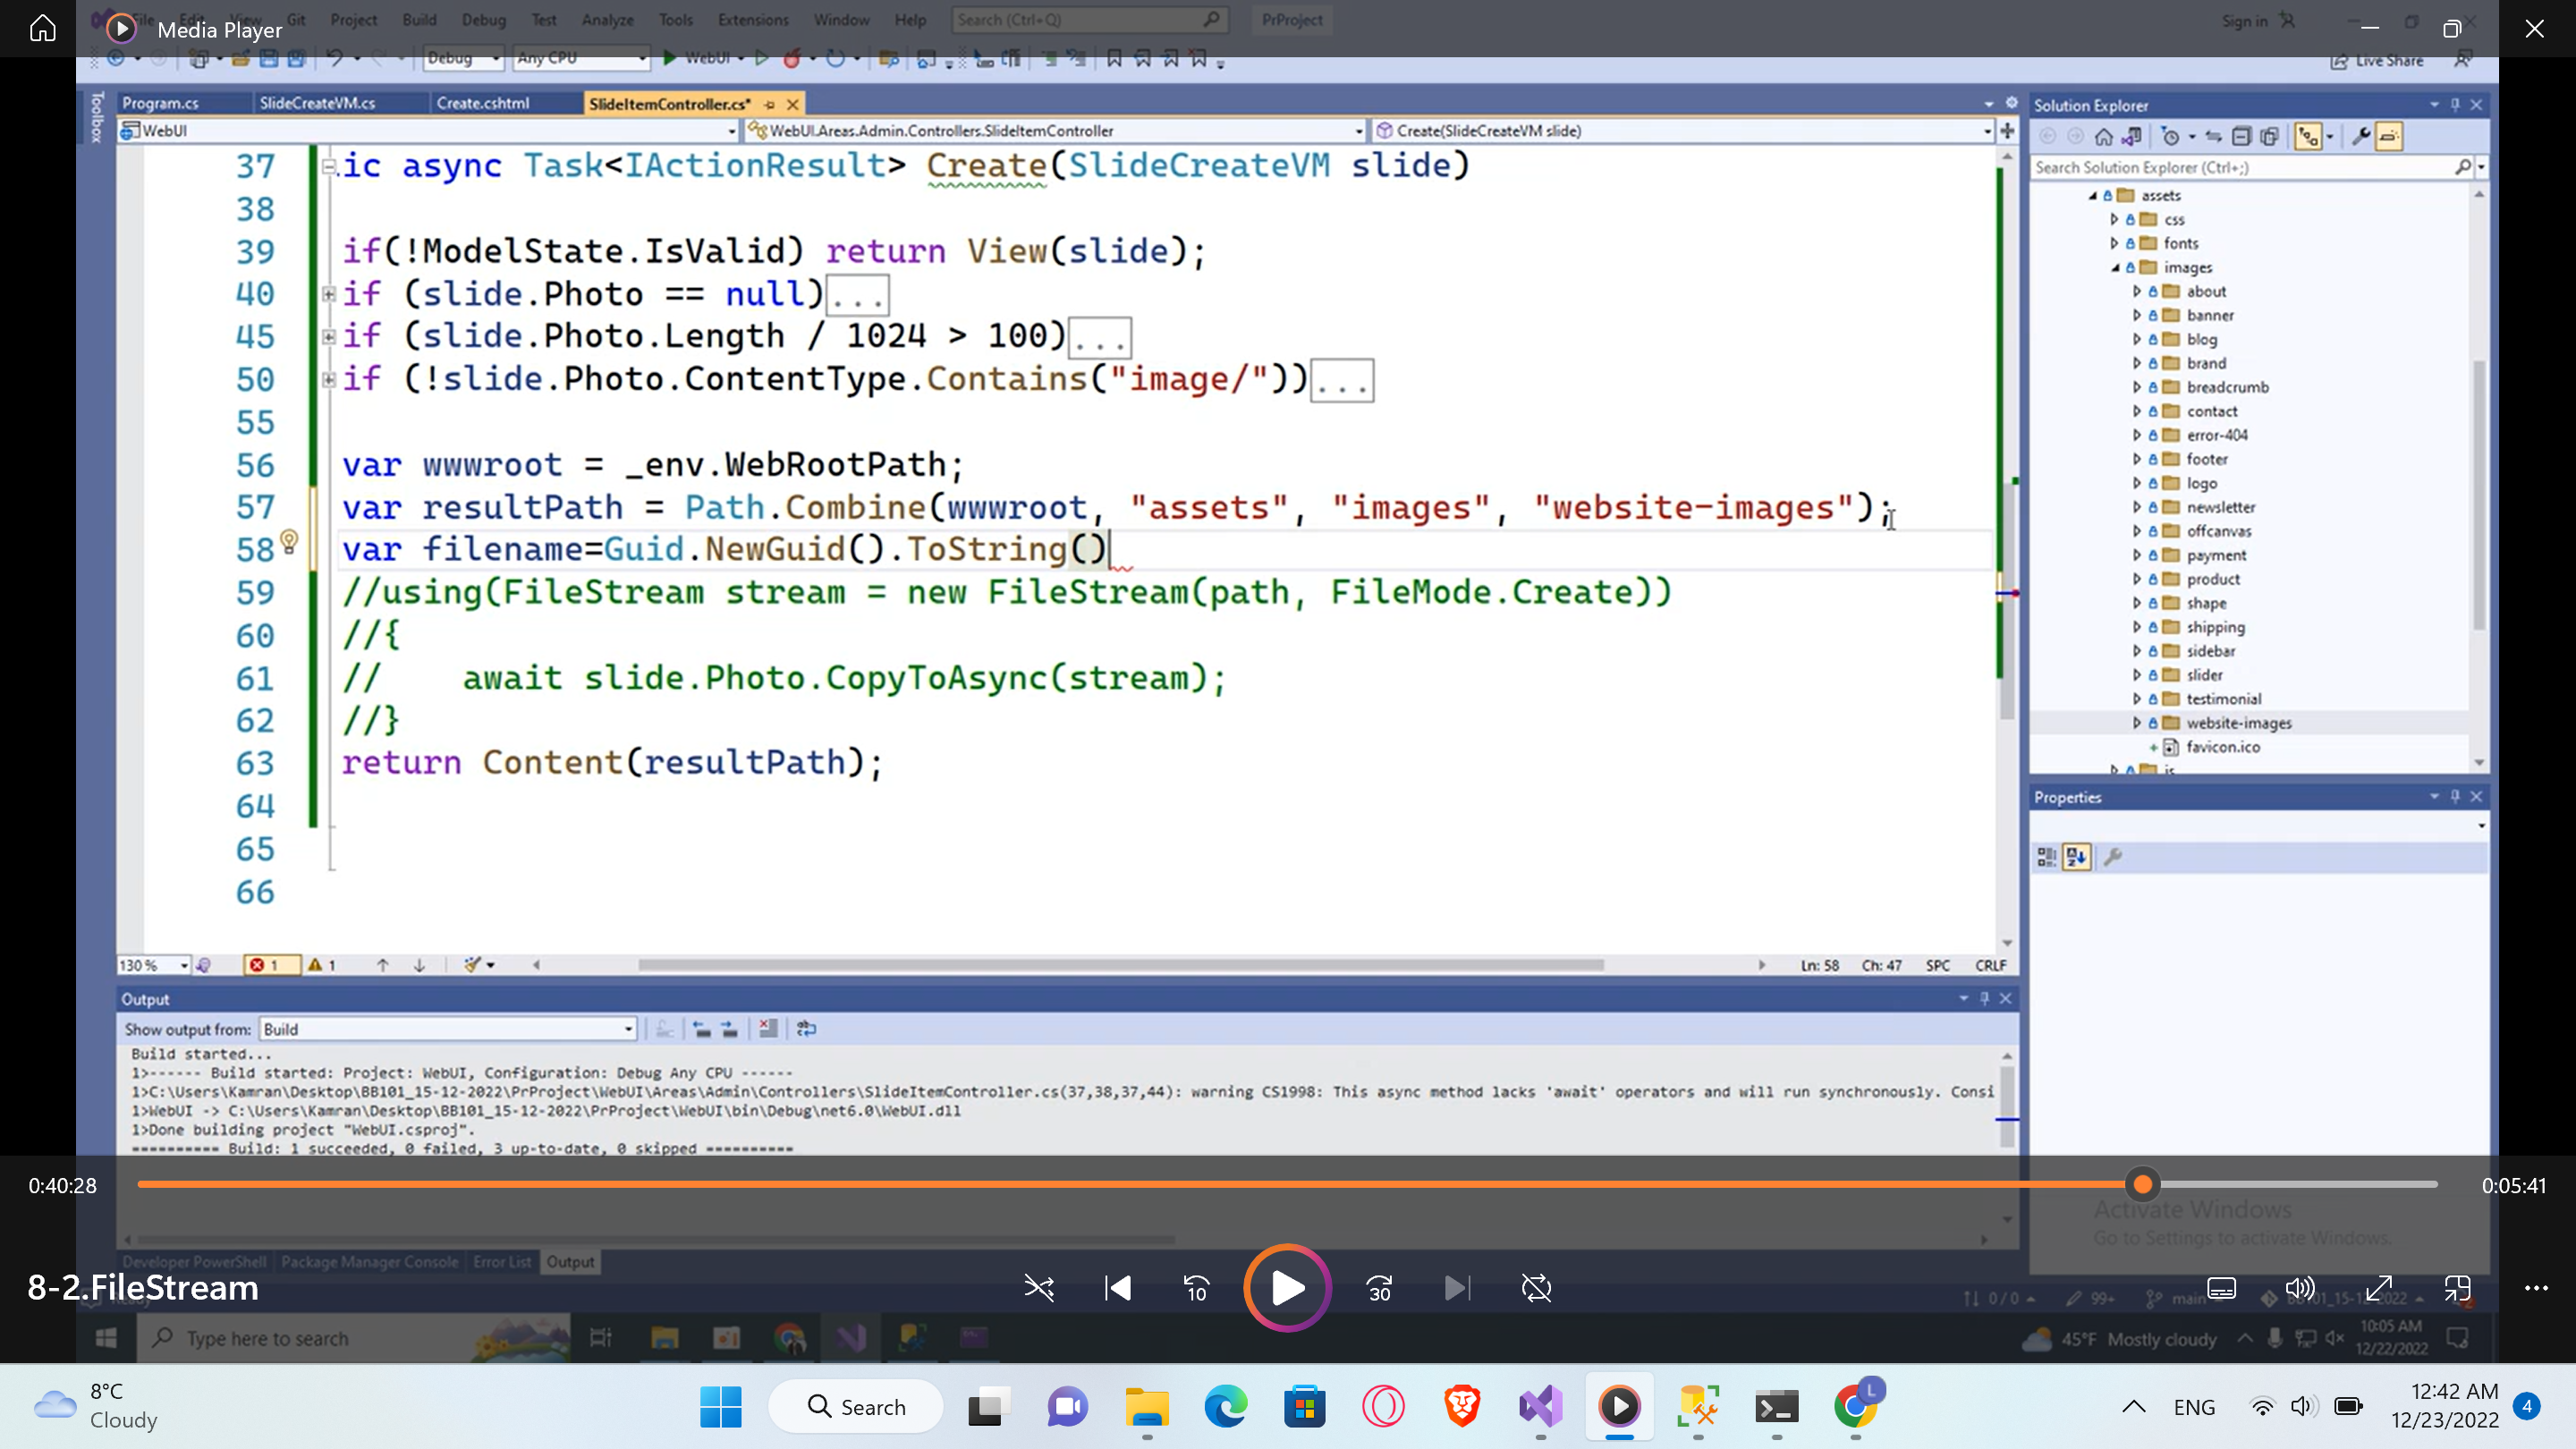 Media Player
File Edit View Git Project Build Debug Test Analyze Tools Extensions Window Help Search (Ctrl+Q) PrProject Sign in
Debug Any CPU WebUI Live Share
Toolbox
Program.cs SlideCreateVM.cs Create.cshtml SlideItemController.cs*
WebUI WebUI.Areas.Admin.Controllers.SlideItemController Create(SlideCreateVM slide)
37 ic async Task<IActionResult> Create(SlideCreateVM slide)
38
39 if(!ModelState.IsValid) return View(slide);
40 if (slide.Photo == null)...
45 if (slide.Photo.Length / 1024 > 100)...
50 if (!slide.Photo.ContentType.Contains("image/"))...
55
56 var wwwroot = _env.WebRootPath;
57 var resultPath = Path.Combine(wwwroot, "assets", "images", "website-images");
58 var filename=Guid.NewGuid().ToString()
59 //using(FileStream stream = new FileStream(path, FileMode.Create))
60 //{
61 //    await slide.Photo.CopyToAsync(stream);
62 //}
63 return Content(resultPath);
64
65
66
130 % 1 1 Ln: 58 Ch: 47 SPC CRLF
Solution Explorer
Search Solution Explorer (Ctrl+;)
assets
css
fonts
images
about
banner
blog
brand
breadcrumb
contact
error-404
footer
logo
newsletter
offcanvas
payment
product
shape
shipping
sidebar
slider
testimonial
website-images
favicon.ico
js
Properties
Output
Show output from: Build
Build started...
1>------ Build started: Project: WebUI, Configuration: Debug Any CPU ------
1>C:\Users\Kamran\Desktop\BB101_15-12-2022\PrProject\WebUI\Areas\Admin\Controllers\SlideItemController.cs(37,38,37,44): warning CS1998: This async method lacks 'await' operators and will run synchronously. Consi
1>WebUI -> C:\Users\Kamran\Desktop\BB101_15-12-2022\PrProject\WebUI\bin\Debug\net6.0\WebUI.dll
1>Done building project "WebUI.csproj".
========== Build: 1 succeeded, 0 failed, 3 up-to-date, 0 skipped ==========
0:40:28 0:05:41
Activate Windows
Go to Settings to activate Windows.
Developer PowerShell Package Manager Console Error List Output
8-2.FileStream
10 30
0 / 0 99+ main BB101_15-12-2022
Type here to search
45°F Mostly cloudy
10:05 AM
12/22/2022
8°C
Cloudy
Search
L
ENG
12:42 AM
12/23/2022
4